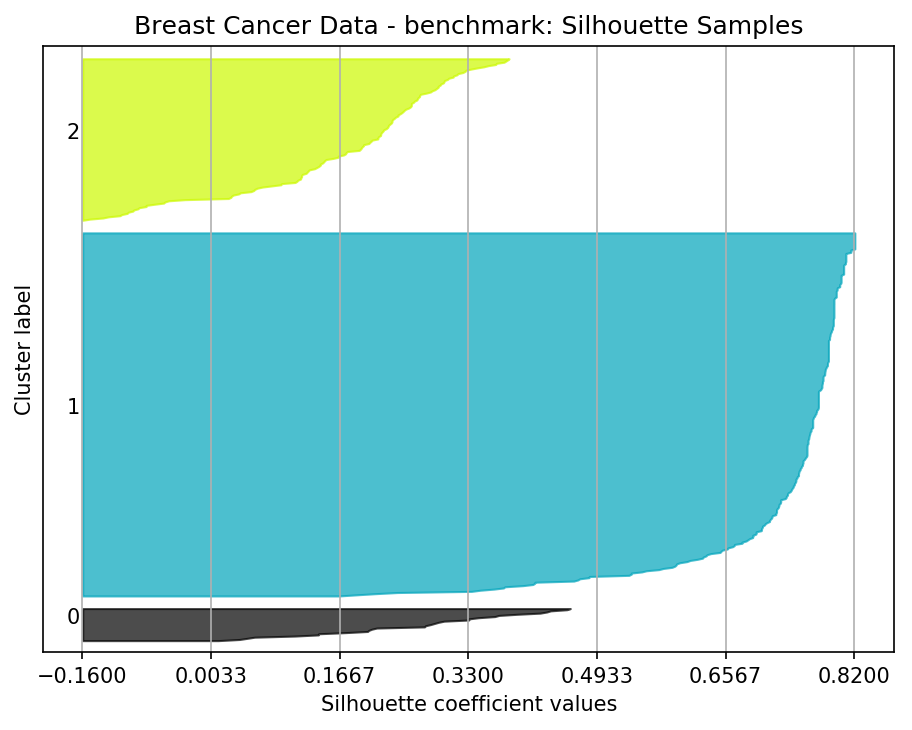 Breast Cancer Data - benchmark: Silhouette Samples
2
1
0
Cluster label
−0.1600 0.0033 0.1667 0.3300 0.4933 0.6567 0.8200
Silhouette coefficient values